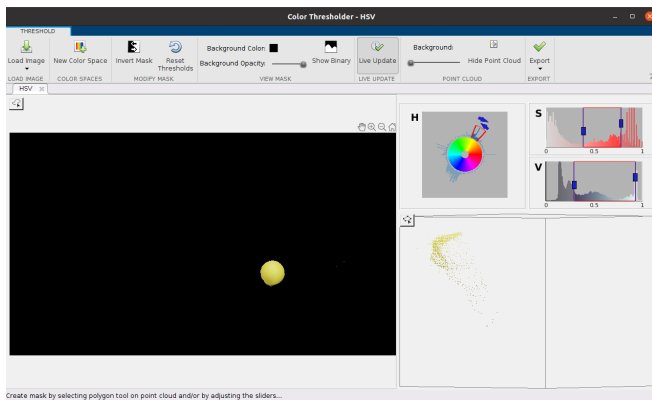 Color Thresholder - HSV
THRESHOLD
Load Image
New Color Space
Invert Mask
Reset
Thresholds
Background Color:
Background Opacity:
Show Binary
Live Update
Background:
Hide Point Cloud
Export
LOAD IMAGE
COLOR SPACES
MODIFY MASK
VIEW MASK
LIVE UPDATE
POINT CLOUD
EXPORT
HSV
H
S
0
0.5
1
V
0
0.5
1
Create mask by selecting polygon tool on point cloud and/or by adjusting the sliders...